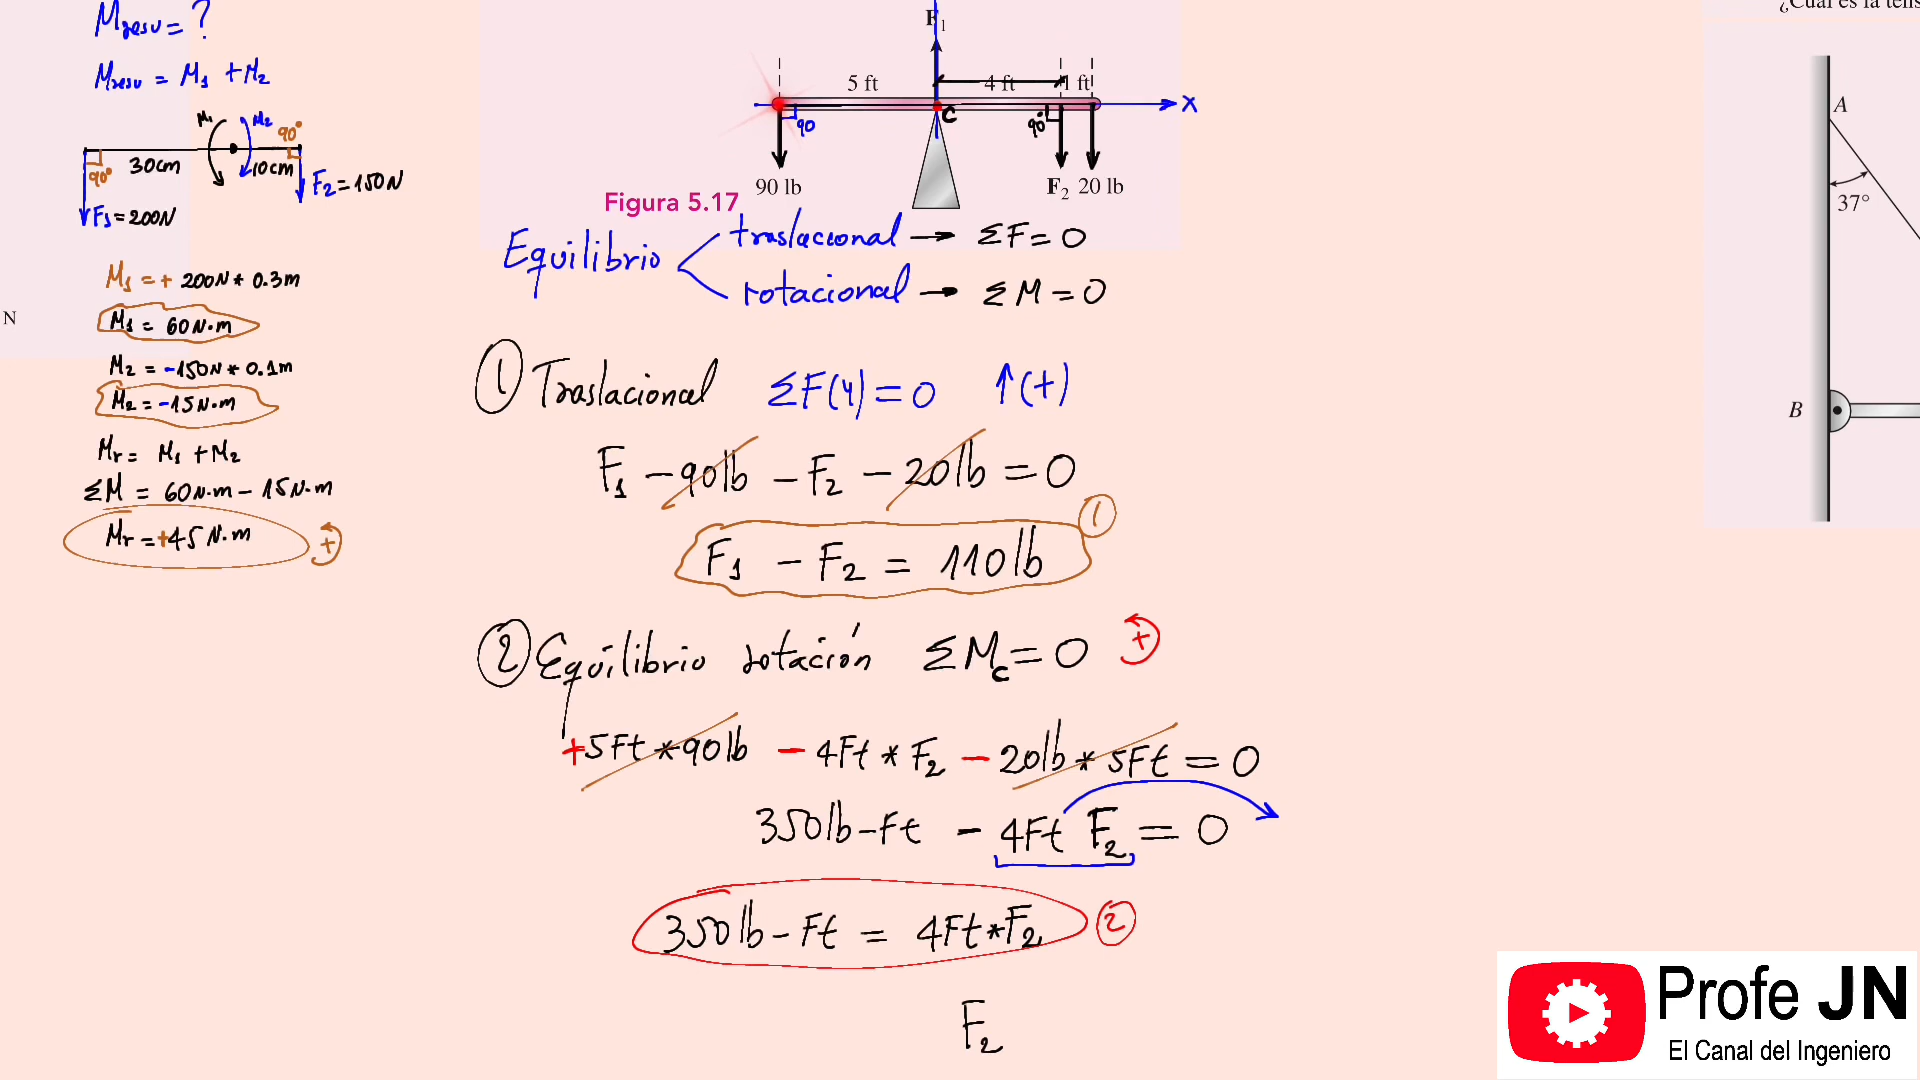 Mresu = ?
Mresu = M1 + M2
M1 M2 90°
90° 30cm 10cm
F1 = 200N F2 = 150N
M1 = + 200N * 0.3m
M1 = 60N·m
M2 = -150N * 0.1m
M2 = -15N·m
Mr = M1 + M2
ΣM = 60N·m - 15N·m
Mr = +45N·m +
N
F1
5 ft 4 ft 1 ft
X
C
90 90°
90 lb F2 20 lb
Figura 5.17
Equilibrio
traslacional → ΣF = 0
rotacional → ΣM = 0
1 Traslacional ΣF(y) = 0 ↑(+)
F1 - 90lb - F2 - 20lb = 0
F1 - F2 = 110lb 1
2 Equilibrio rotación ΣMc = 0 +
+5Ft * 90lb - 4Ft * F2 - 20lb * 5Ft = 0
350lb-Ft - 4Ft F2 = 0
350lb-Ft = 4Ft*F2 2
F2
¿Cuál es la tens
A
37°
B
Profe JN
El Canal del Ingeniero